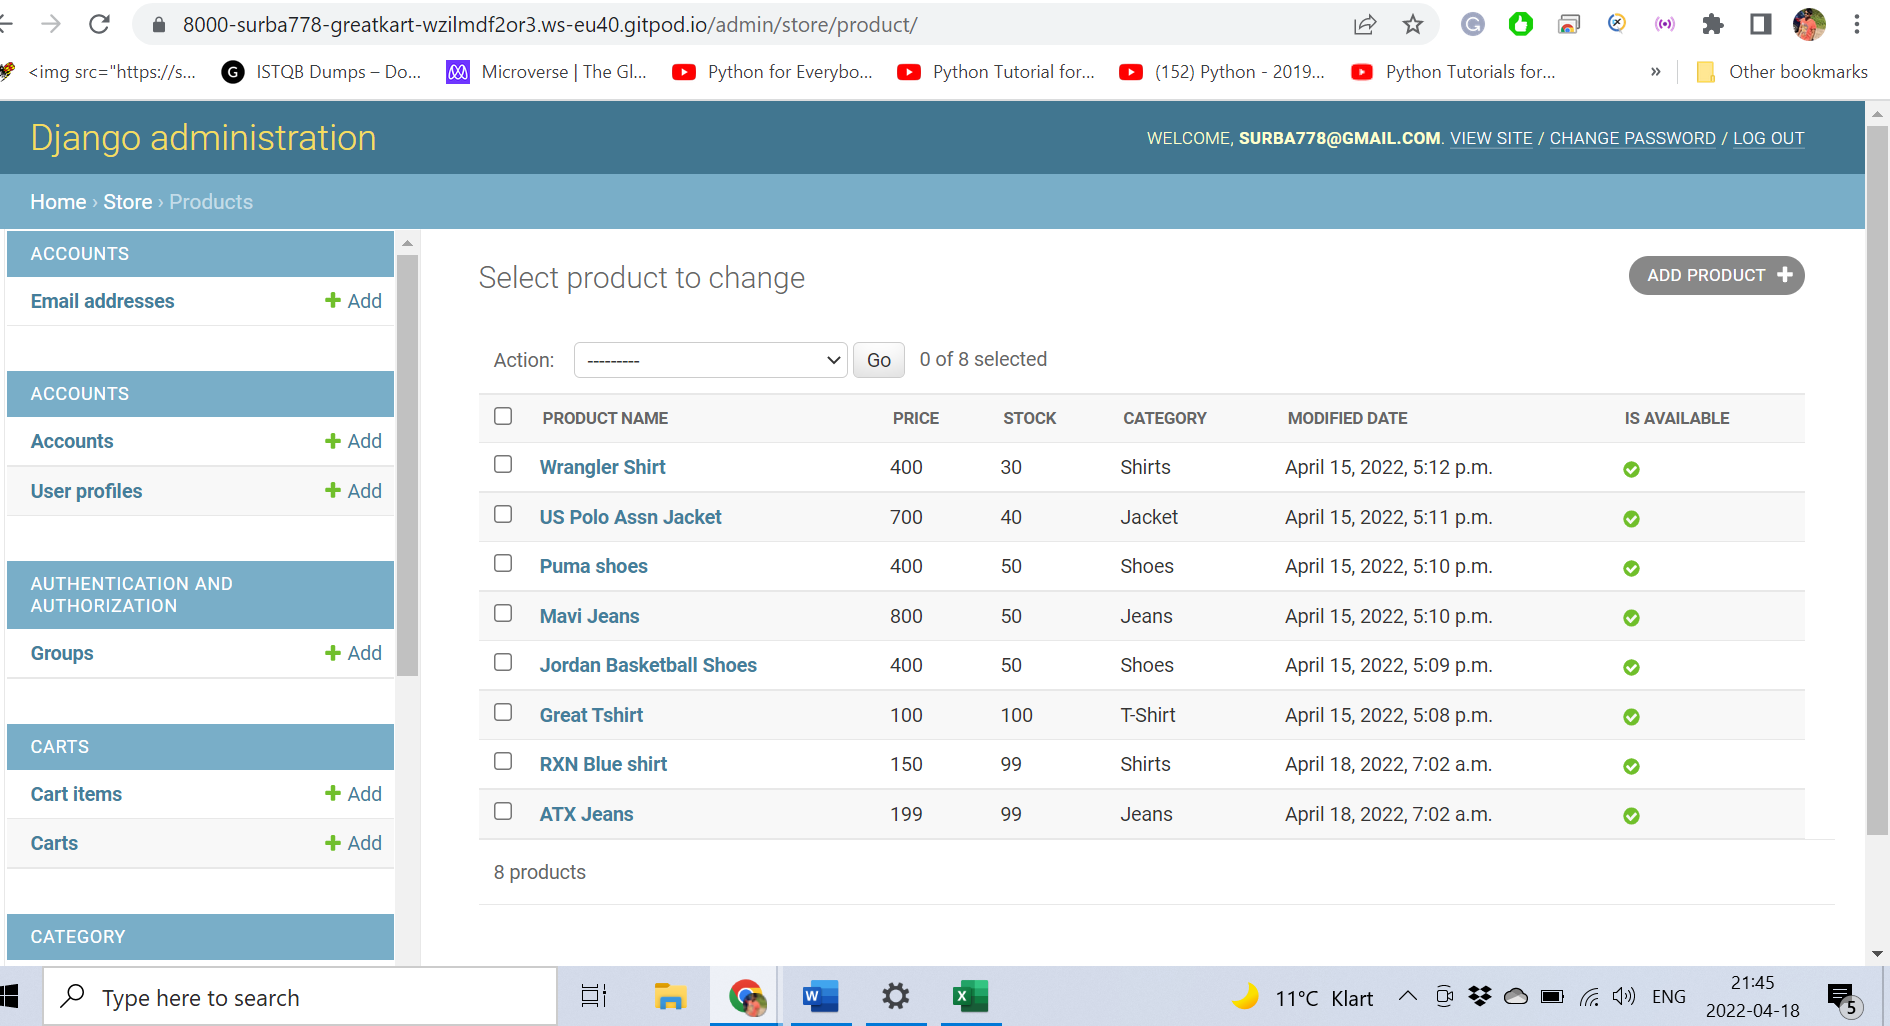 8000-surba778-greatkart-wzilmdf2or3.ws-eu40.gitpod.io/admin/store/product/
<img src="https://s... ISTQB Dumps – Do... Microverse | The Gl... Python for Everybo... Python Tutorial for... (152) Python - 2019... Python Tutorials for... » Other bookmarks
Django administration
WELCOME, SURBA778@GMAIL.COM. VIEW SITE / CHANGE PASSWORD / LOG OUT
Home › Store › Products
ACCOUNTS
Email addresses + Add
ACCOUNTS
Accounts + Add
User profiles + Add
AUTHENTICATION AND
AUTHORIZATION
Groups + Add
CARTS
Cart items + Add
Carts + Add
CATEGORY
Select product to change
ADD PRODUCT +
Action: --------- Go 0 of 8 selected
PRODUCT NAME PRICE STOCK CATEGORY MODIFIED DATE IS AVAILABLE
Wrangler Shirt 400 30 Shirts April 15, 2022, 5:12 p.m.
US Polo Assn Jacket 700 40 Jacket April 15, 2022, 5:11 p.m.
Puma shoes 400 50 Shoes April 15, 2022, 5:10 p.m.
Mavi Jeans 800 50 Jeans April 15, 2022, 5:10 p.m.
Jordan Basketball Shoes 400 50 Shoes April 15, 2022, 5:09 p.m.
Great Tshirt 100 100 T-Shirt April 15, 2022, 5:08 p.m.
RXN Blue shirt 150 99 Shirts April 18, 2022, 7:02 a.m.
ATX Jeans 199 99 Jeans April 18, 2022, 7:02 a.m.
8 products
Type here to search
11°C Klart
ENG
21:45
2022-04-18
5